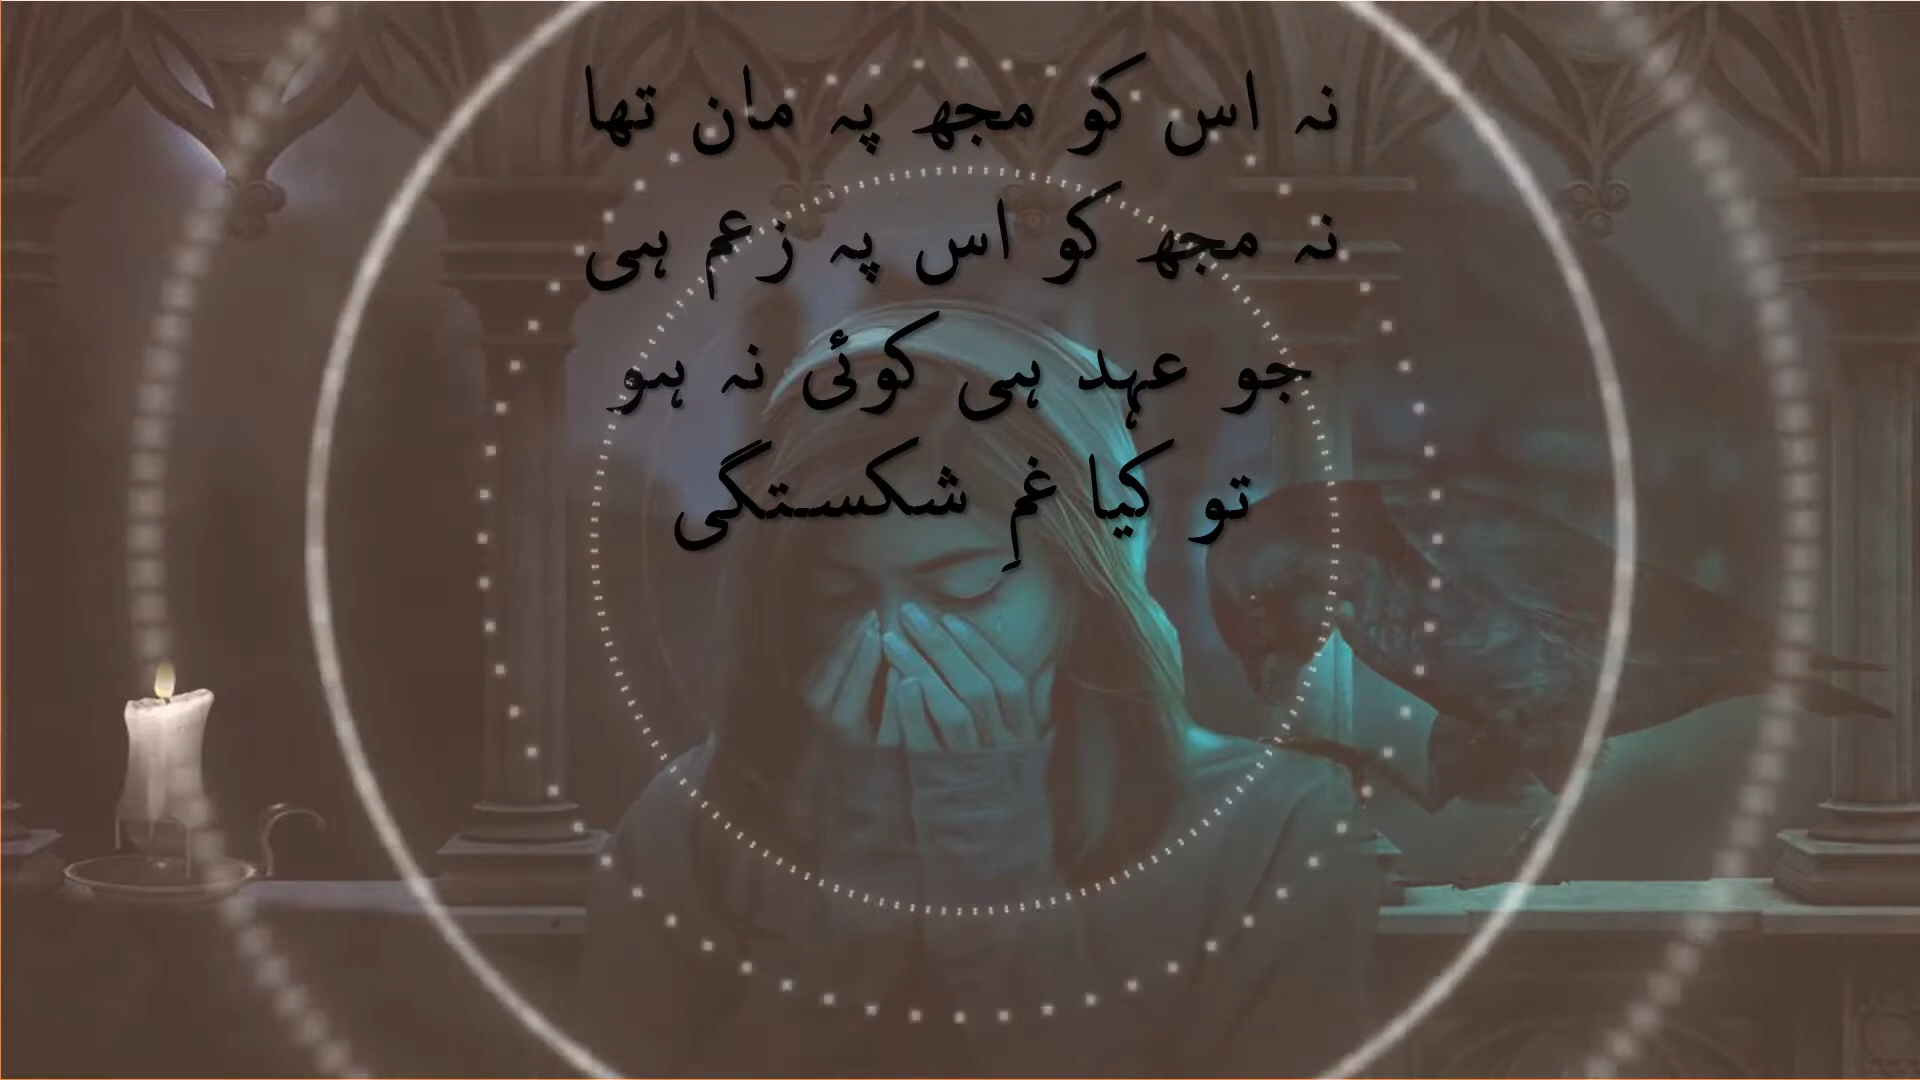 نہ اس کو مجھ پہ مان تھا
نہ مجھ کو اس پہ زعم ہی
جو عہد ہی کوئی نہ ہو
تو کیا غمِ شکستگی